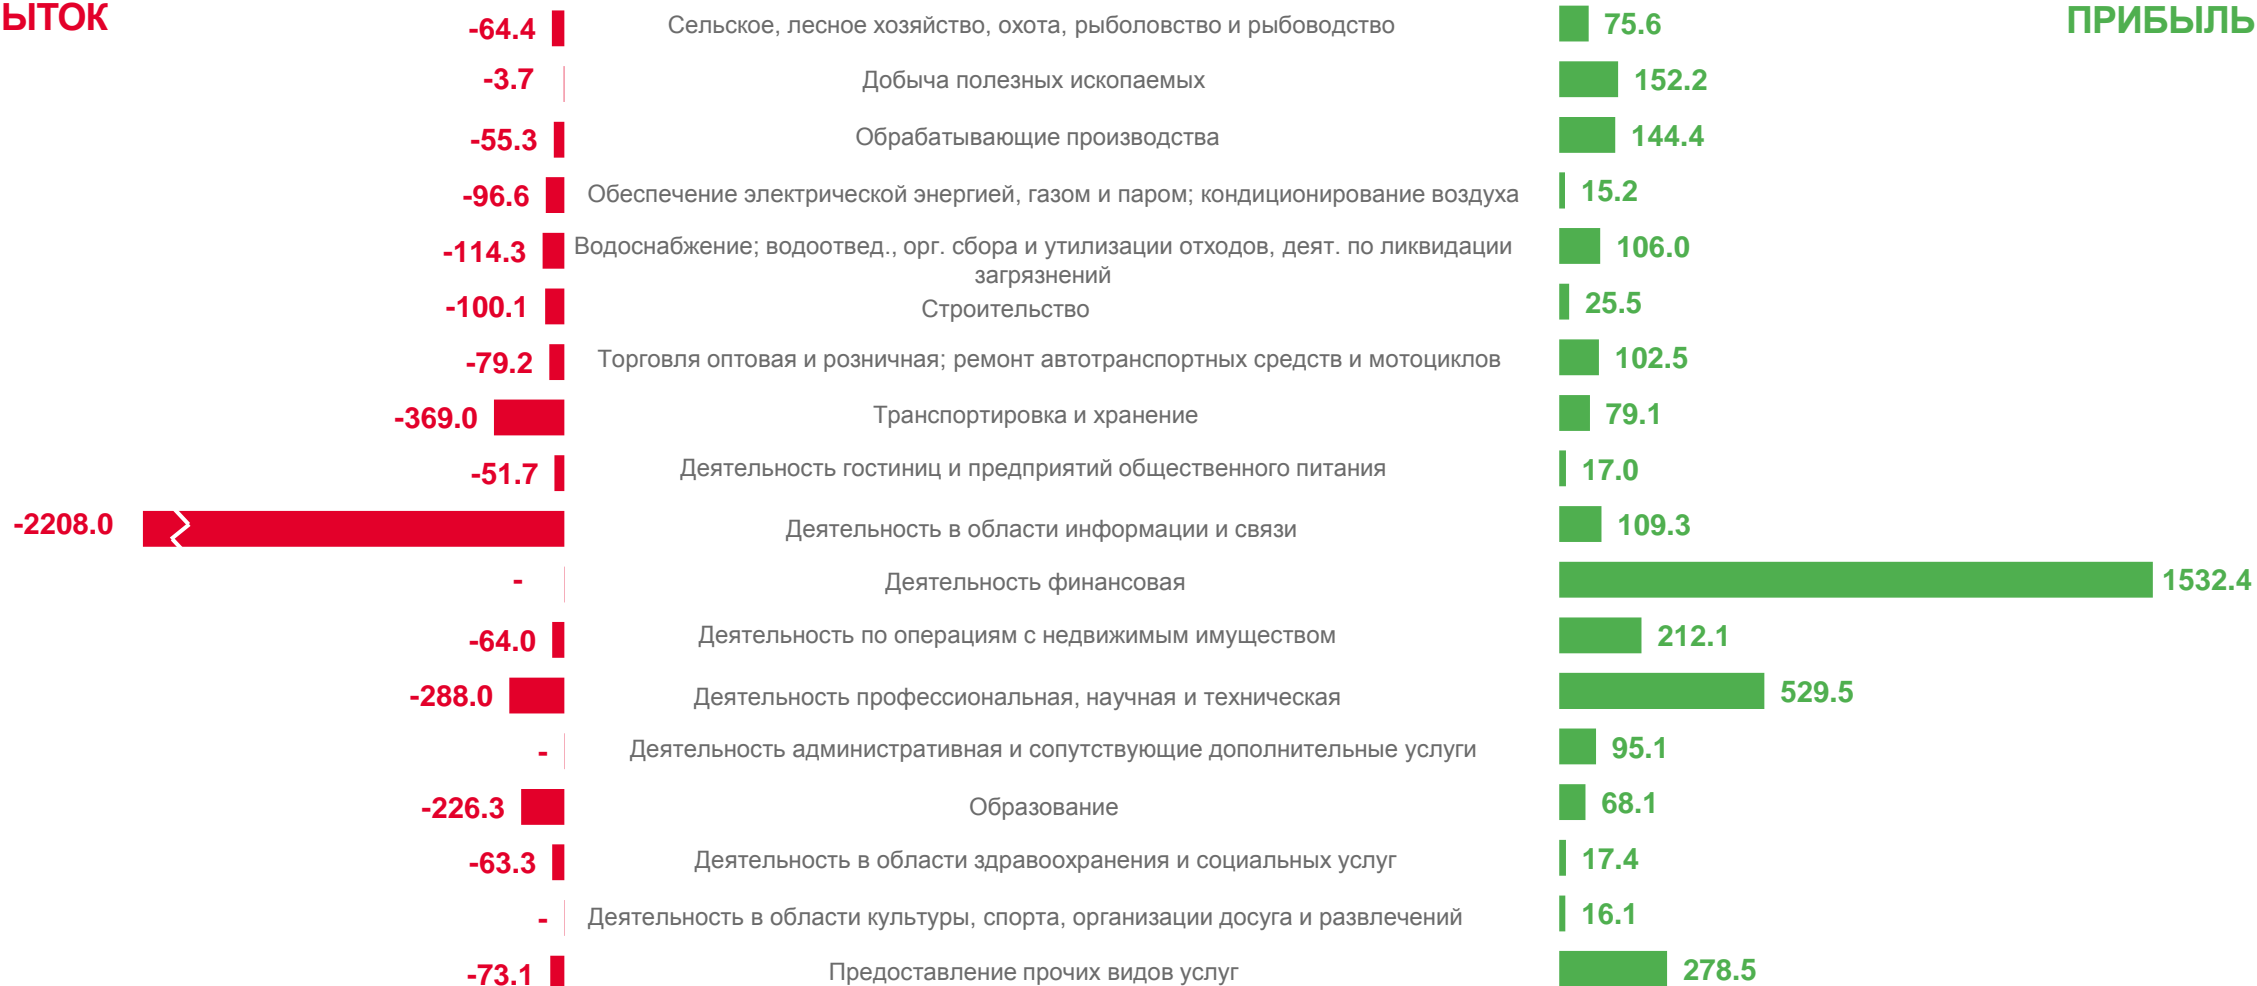 ЫТОК ПРИБЫЛЬ
-64.4 Сельское, лесное хозяйство, охота, рыболовство и рыбоводство 75.6
-3.7 Добыча полезных ископаемых 152.2
-55.3 Обрабатывающие производства 144.4
-96.6 Обеспечение электрической энергией, газом и паром; кондиционирование воздуха 15.2
-114.3 Водоснабжение; водоотвед., орг. сбора и утилизации отходов, деят. по ликвидации 106.0
загрязнений
-100.1 Строительство 25.5
-79.2 Торговля оптовая и розничная; ремонт автотранспортных средств и мотоциклов 102.5
-369.0 Транспортировка и хранение 79.1
-51.7 Деятельность гостиниц и предприятий общественного питания 17.0
-2208.0 Деятельность в области информации и связи 109.3
- Деятельность финансовая 1532.4
-64.0 Деятельность по операциям с недвижимым имуществом 212.1
-288.0 Деятельность профессиональная, научная и техническая 529.5
- Деятельность административная и сопутствующие дополнительные услуги 95.1
-226.3 Образование 68.1
-63.3 Деятельность в области здравоохранения и социальных услуг 17.4
- Деятельность в области культуры, спорта, организации досуга и развлечений 16.1
-73.1 Предоставление прочих видов услуг 278.5